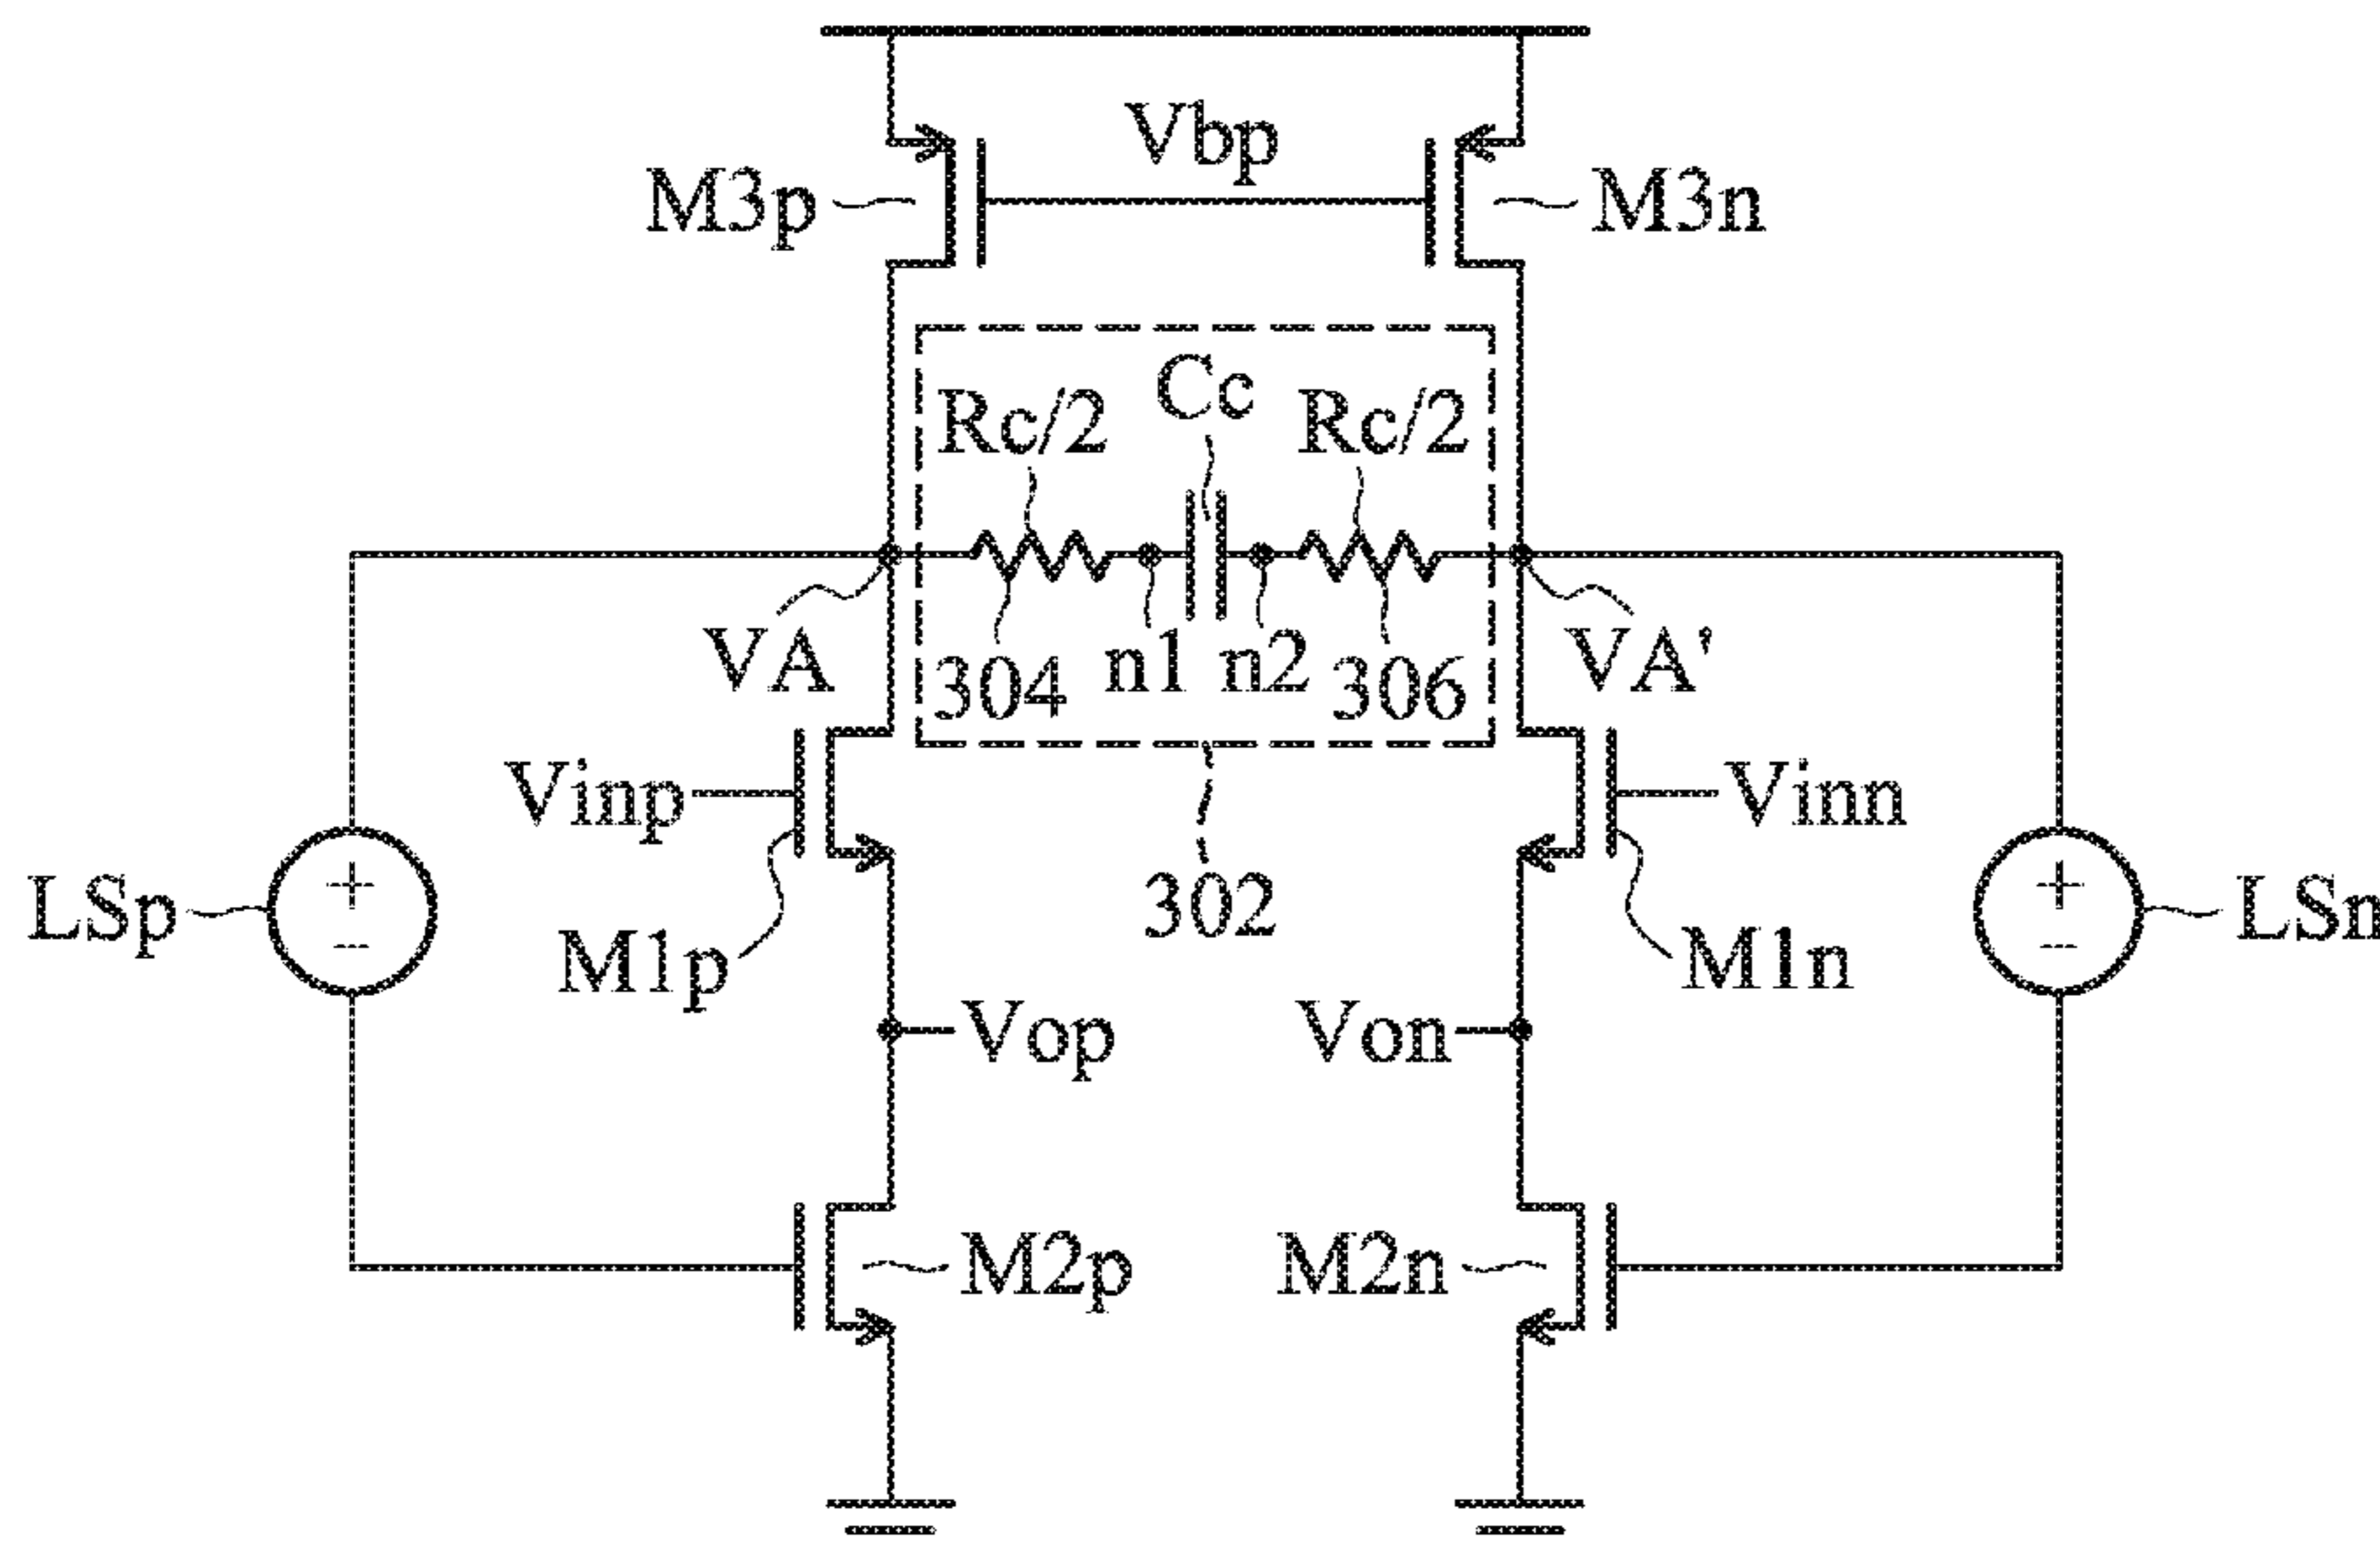 Vbp
M3p
M3n
Cc
Rc/2
Rc/2
VA
304
n1
n2
306
VA'
Vinp
Vinn
LSp
+
-
M1p
302
M1n
+
-
LSn
Vop
Von
M2p
M2n